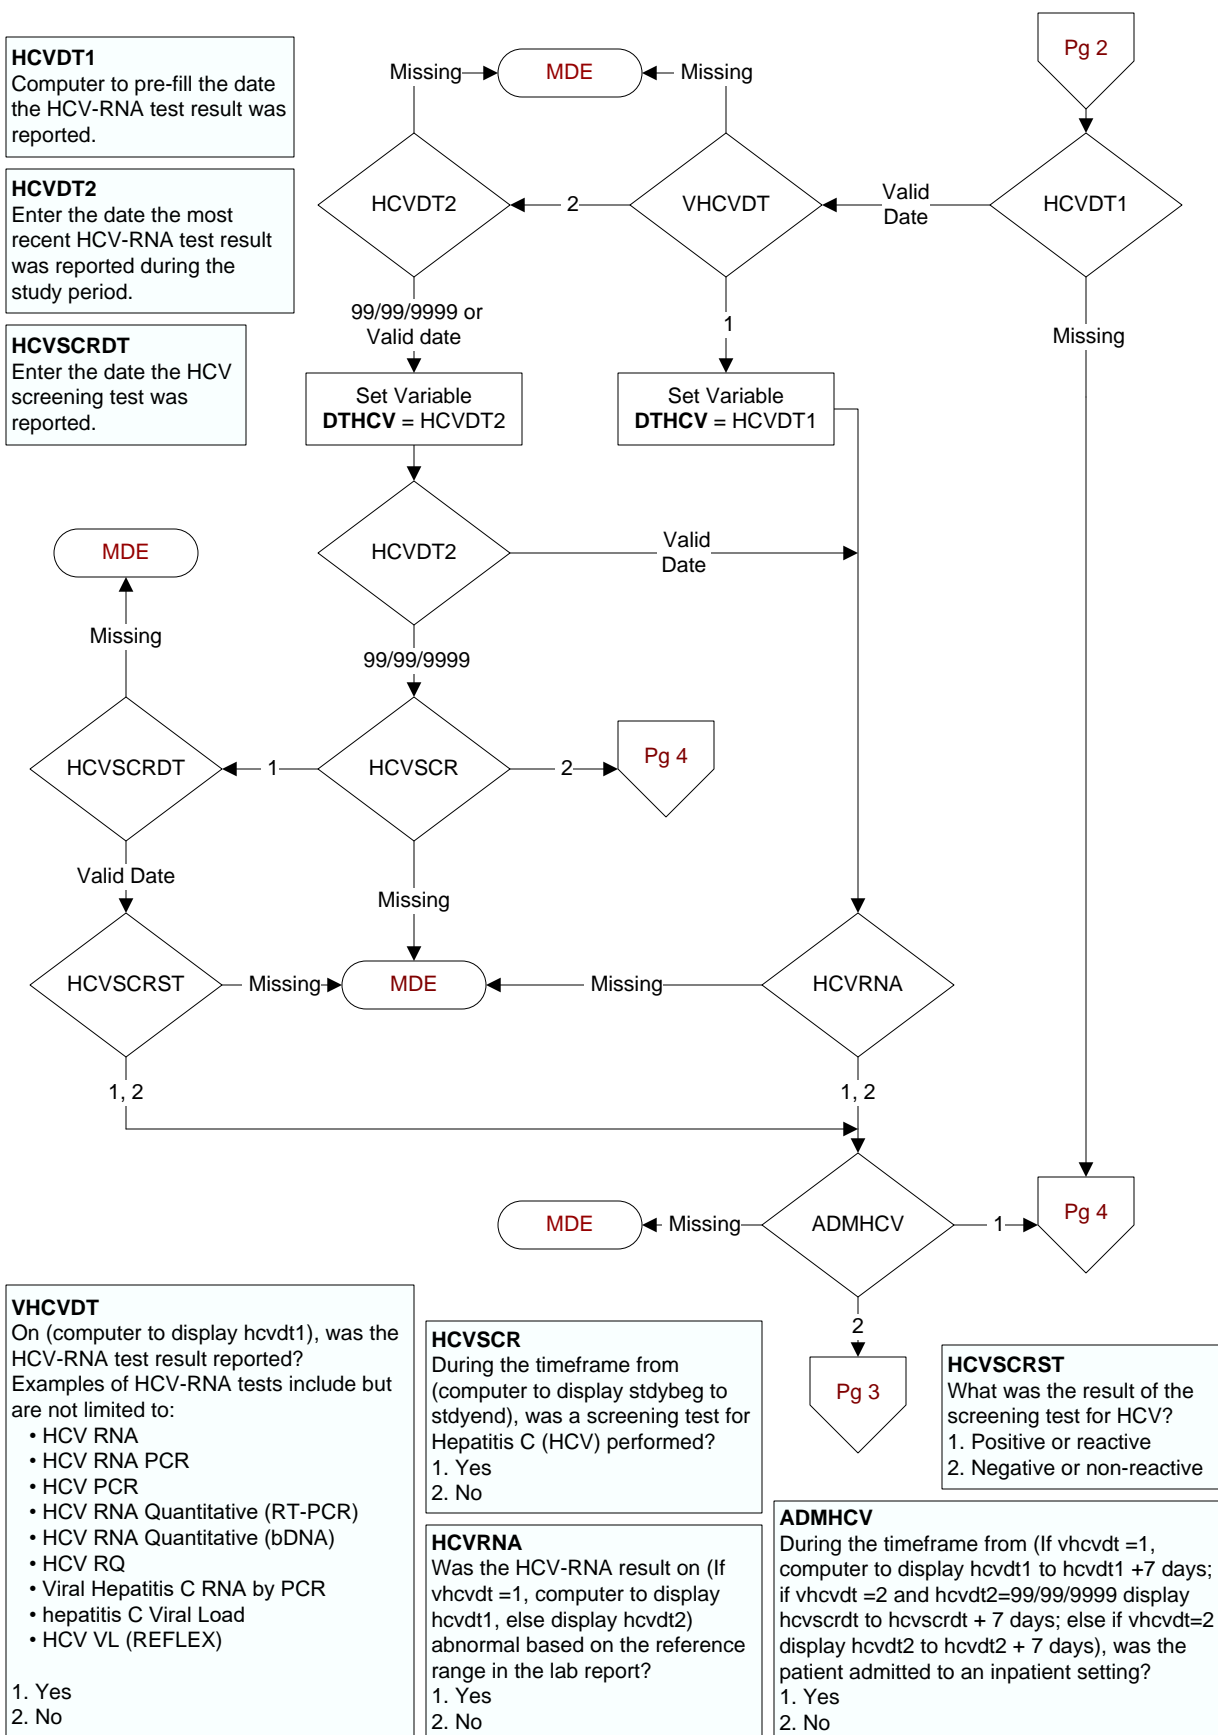 Pg 2
HCVDT1
Computer to pre-fill the date
the HCV-RNA test result was
reported.
Missing
MDE
Missing
HCVDT2
Enter the date the most
recent HCV-RNA test result
was reported during the
study period.
HCVDT2
2
VHCVDT
Valid
Date
HCVDT1
99/99/9999 or
Valid date
1
Missing
HCVSCRDT
Enter the date the HCV
screening test was
reported.
Set Variable
DTHCV = HCVDT2
Set Variable
DTHCV = HCVDT1
MDE
HCVDT2
Valid
Date
Missing
99/99/9999
HCVSCRDT
1
HCVSCR
2
Pg 4
Valid Date
Missing
HCVSCRST
Missing
MDE
Missing
HCVRNA
1, 2
1, 2
MDE
Missing
ADMHCV
1
Pg 4
2
Pg 3
VHCVDT
On (computer to display hcvdt1), was the
HCV-RNA test result reported?
Examples of HCV-RNA tests include but
are not limited to:
• HCV RNA
• HCV RNA PCR
• HCV PCR
• HCV RNA Quantitative (RT-PCR)
• HCV RNA Quantitative (bDNA)
• HCV RQ
• Viral Hepatitis C RNA by PCR
• hepatitis C Viral Load
• HCV VL (REFLEX)
1. Yes
2. No
HCVSCR
During the timeframe from
(computer to display stdybeg to
stdyend), was a screening test for
Hepatitis C (HCV) performed?
1. Yes
2. No
HCVSCRST
What was the result of the
screening test for HCV?
1. Positive or reactive
2. Negative or non-reactive
HCVRNA
Was the HCV-RNA result on (If
vhcvdt =1, computer to display
hcvdt1, else display hcvdt2)
abnormal based on the reference
range in the lab report?
1. Yes
2. No
ADMHCV
During the timeframe from (If vhcvdt =1,
computer to display hcvdt1 to hcvdt1 +7 days;
if vhcvdt =2 and hcvdt2=99/99/9999 display
hcvscrdt to hcvscrdt + 7 days; else if vhcvdt=2
display hcvdt2 to hcvdt2 + 7 days), was the
patient admitted to an inpatient setting?
1. Yes
2. No